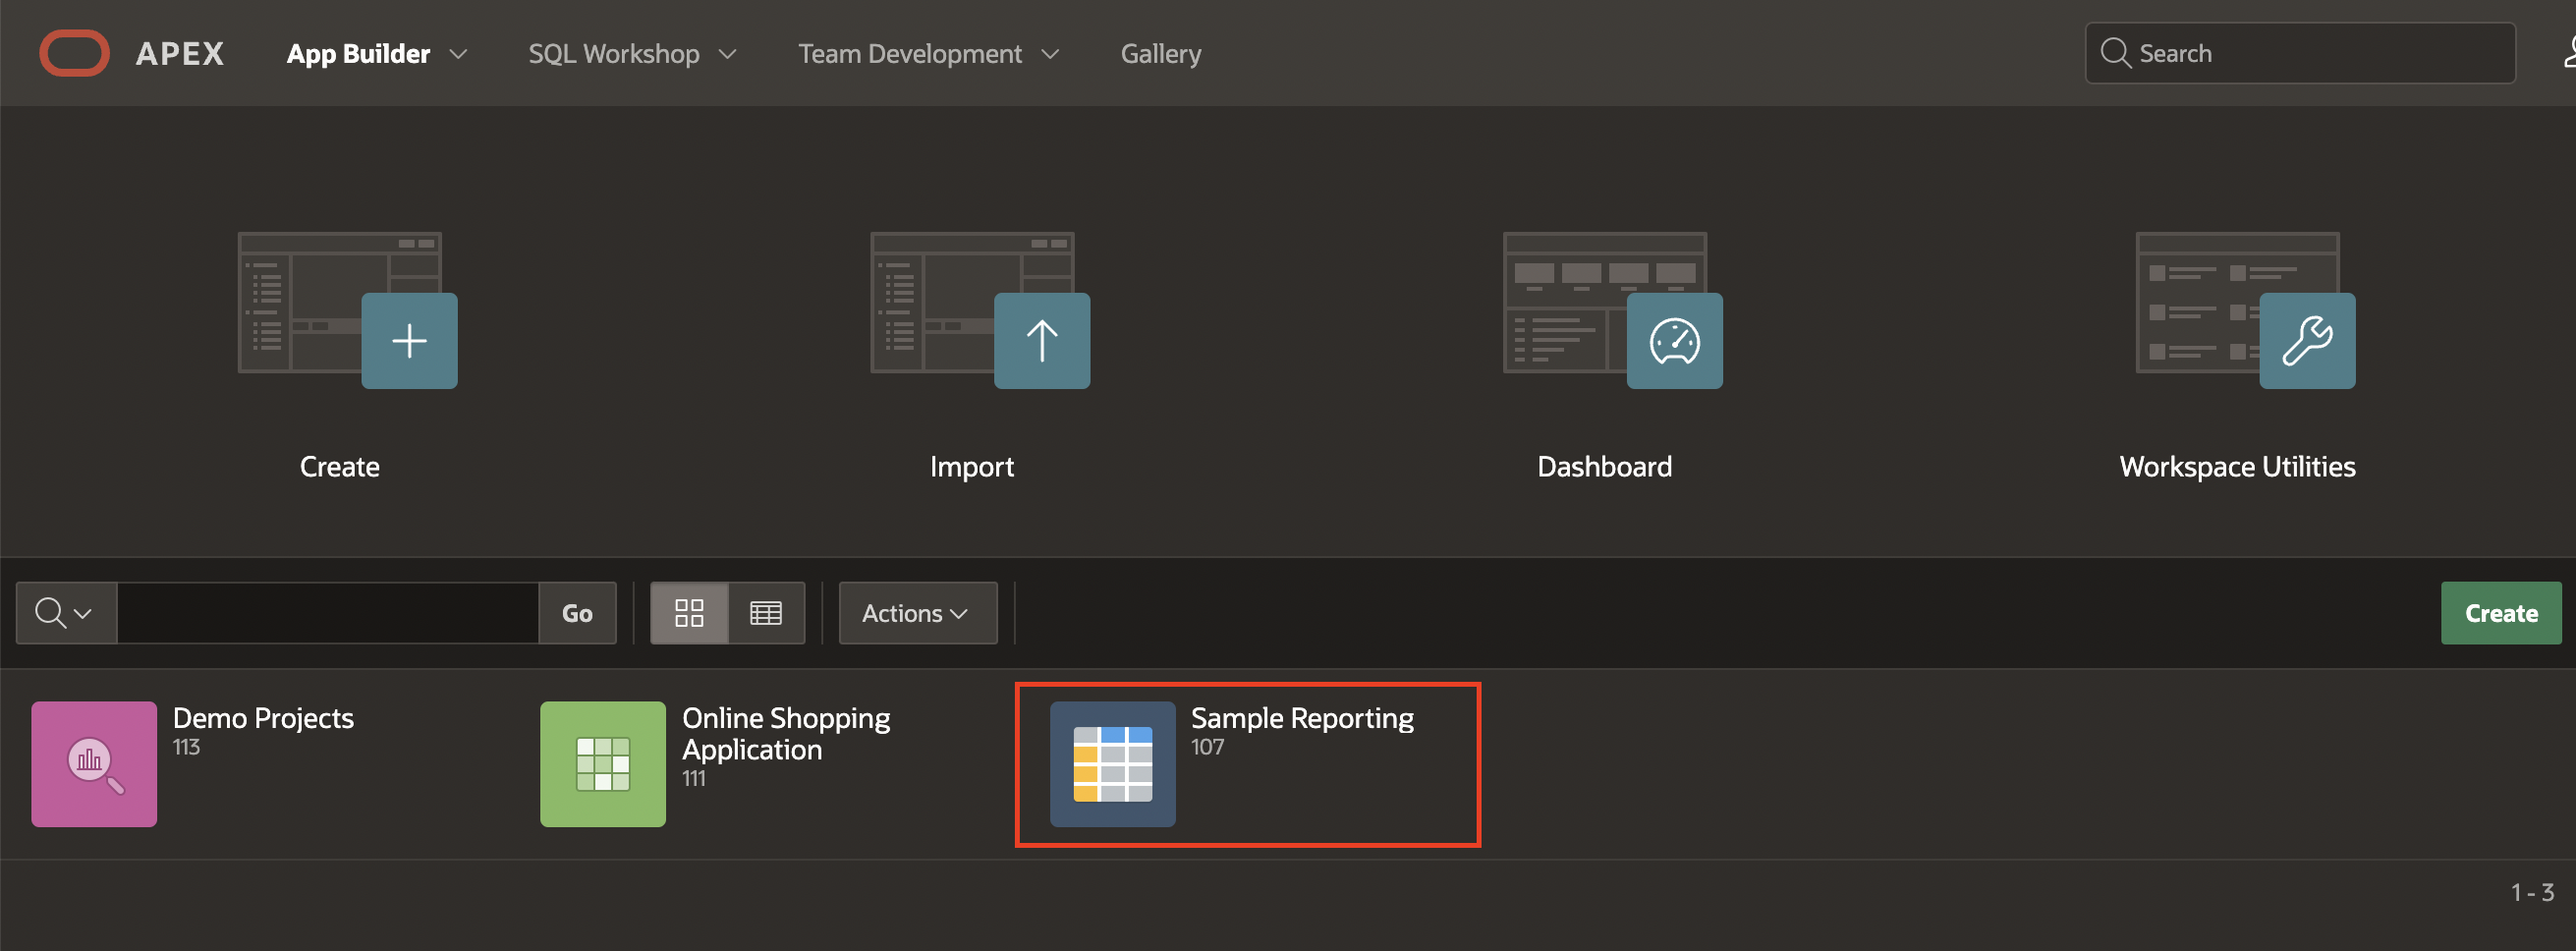 APEX App Builder SQL Workshop Team Development Gallery Search
Create Import Dashboard Workspace Utilities
Go Actions Create
Demo Projects
113
Online Shopping
Application
111
Sample Reporting
107
1 - 3